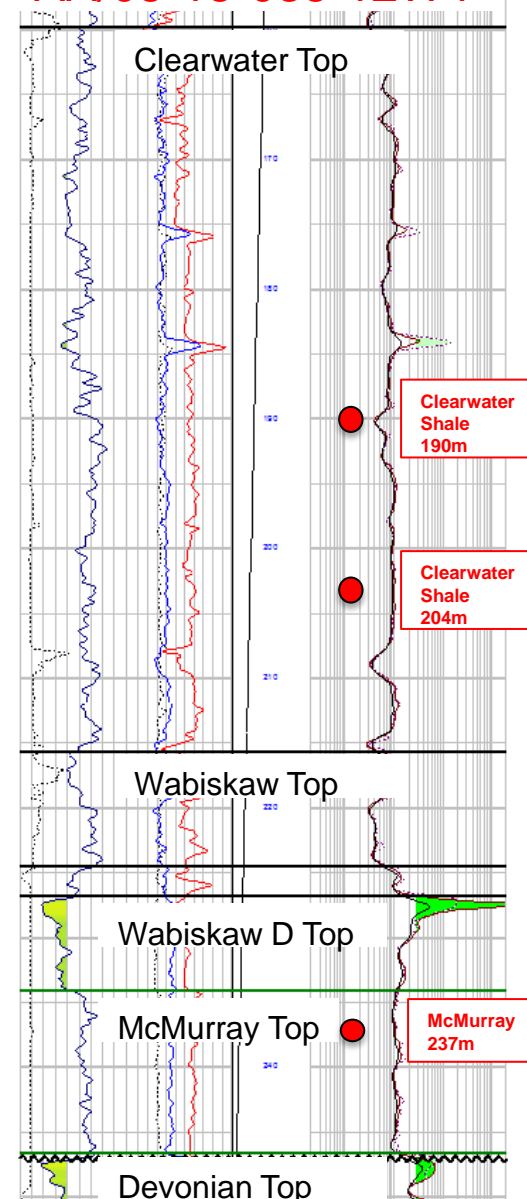 Clearwater Top
170
180
190
Clearwater
Shale
190m
200
Clearwater
Shale
204m
210
Wabiskaw Top
220
Wabiskaw D Top
McMurray Top
McMurray
237m
240
Devonian Top